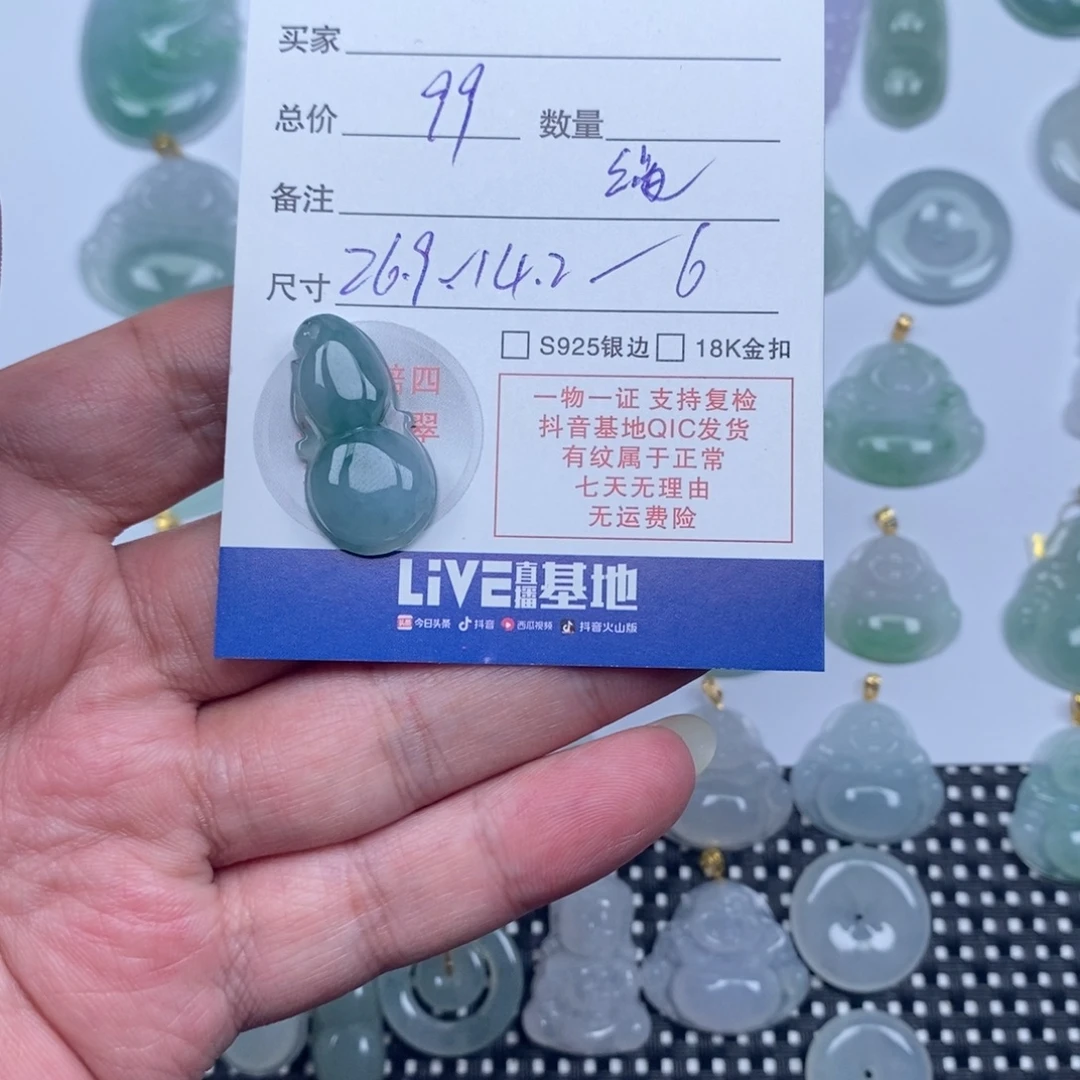 买家
总价 99 数量
备注
尺寸 26.9-14.2-6
S925银边 18K金扣
四
翠
一物一证 支持复检
抖音基地QIC发货
有纹属于正常
七天无理由
无运费险
LIVE直播基地
头条 今日头条 抖音 西瓜视频 抖音火山版